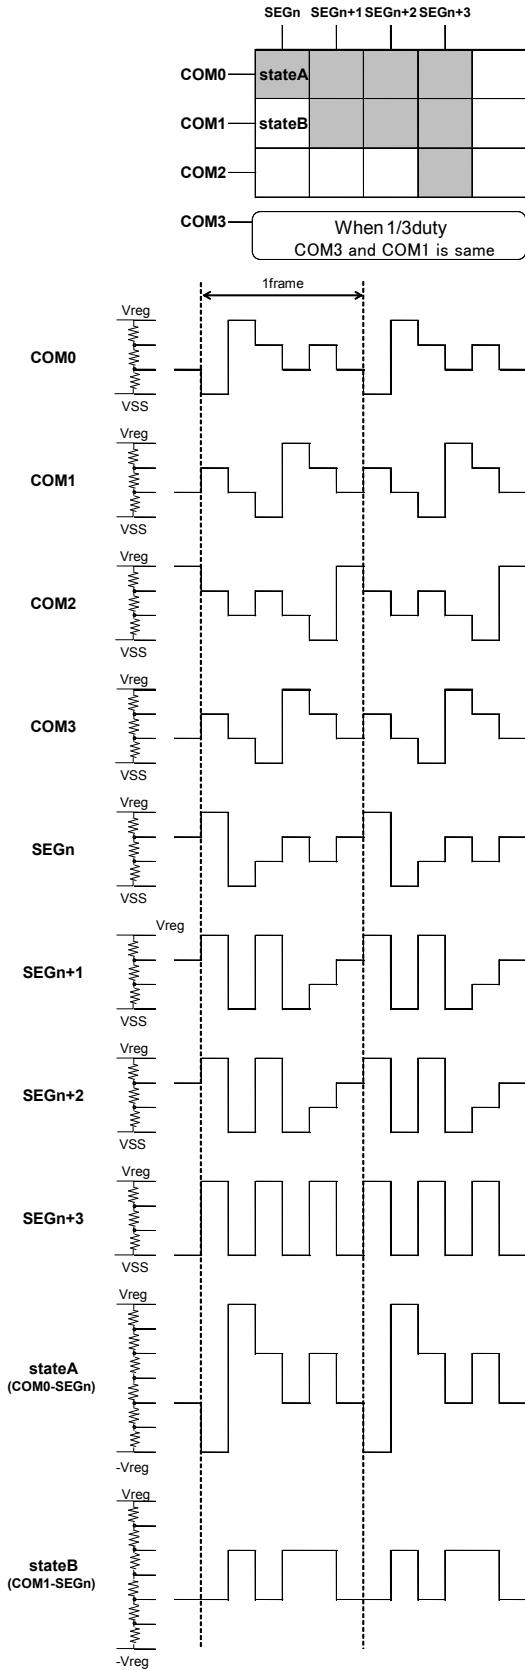 SEGn SEGn+1 SEGn+2 SEGn+3
COM0 stateA
COM1 stateB
COM2
COM3 When 1/3duty
COM3 and COM1 is same
1frame
Vreg
COM0
VSS
Vreg
COM1
VSS
Vreg
COM2
VSS
Vreg
COM3
VSS
Vreg
SEGn
VSS
Vreg
SEGn+1
VSS
Vreg
SEGn+2
VSS
Vreg
SEGn+3
VSS
Vreg
stateA
(COM0-SEGn)
-Vreg
Vreg
stateB
(COM1-SEGn)
-Vreg